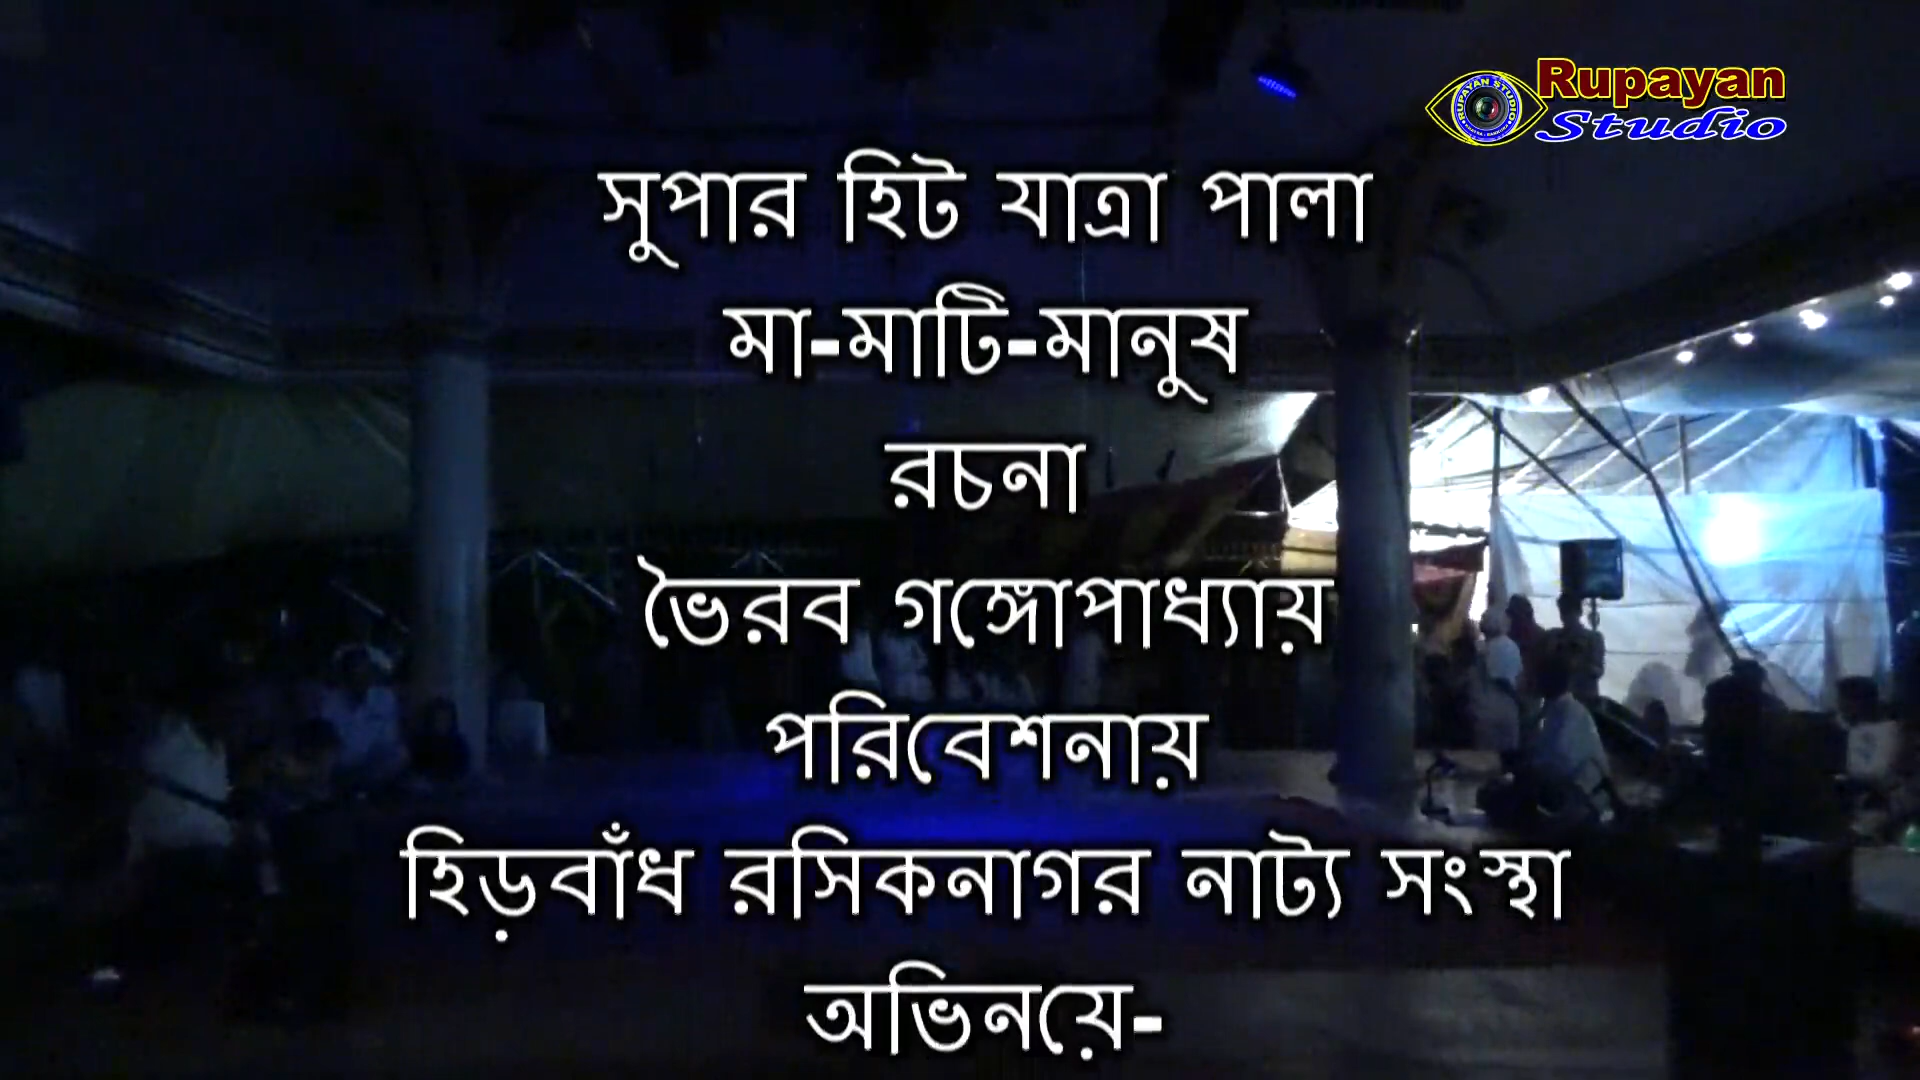 Rupayan
Studio
সুপার হিট যাত্রা পালা
মা-মাটি-মানুষ
রচনা
ভৈরব গঙ্গোপাধ্যায়
পরিবেশনায়
হিড়বাঁধ রসিকনাগর নাট্য সংস্থা
অভিনয়ে-